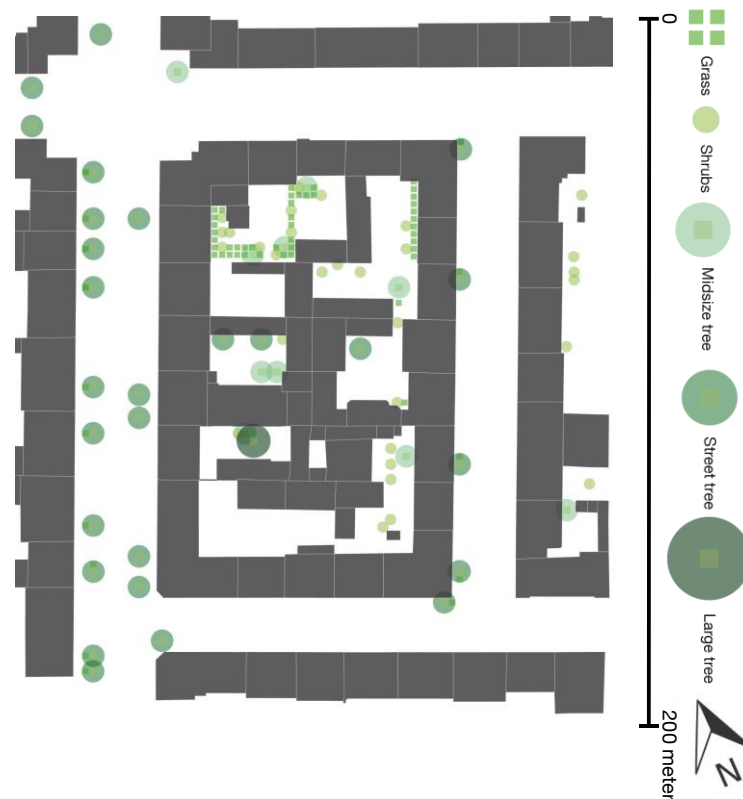 0
200 meter
Grass
Shrubs
Midsize tree
Street tree
Large tree
N